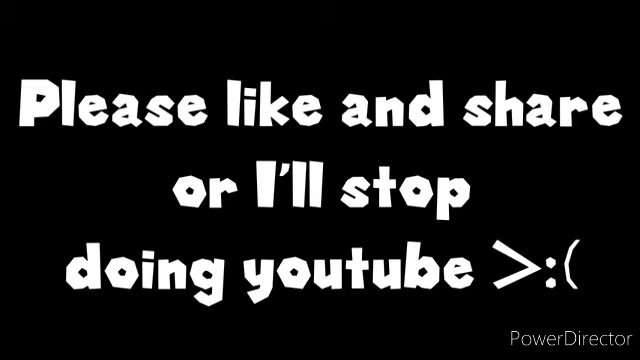 Please like and share
or I'll stop
doing youtube >:(
PowerDirector